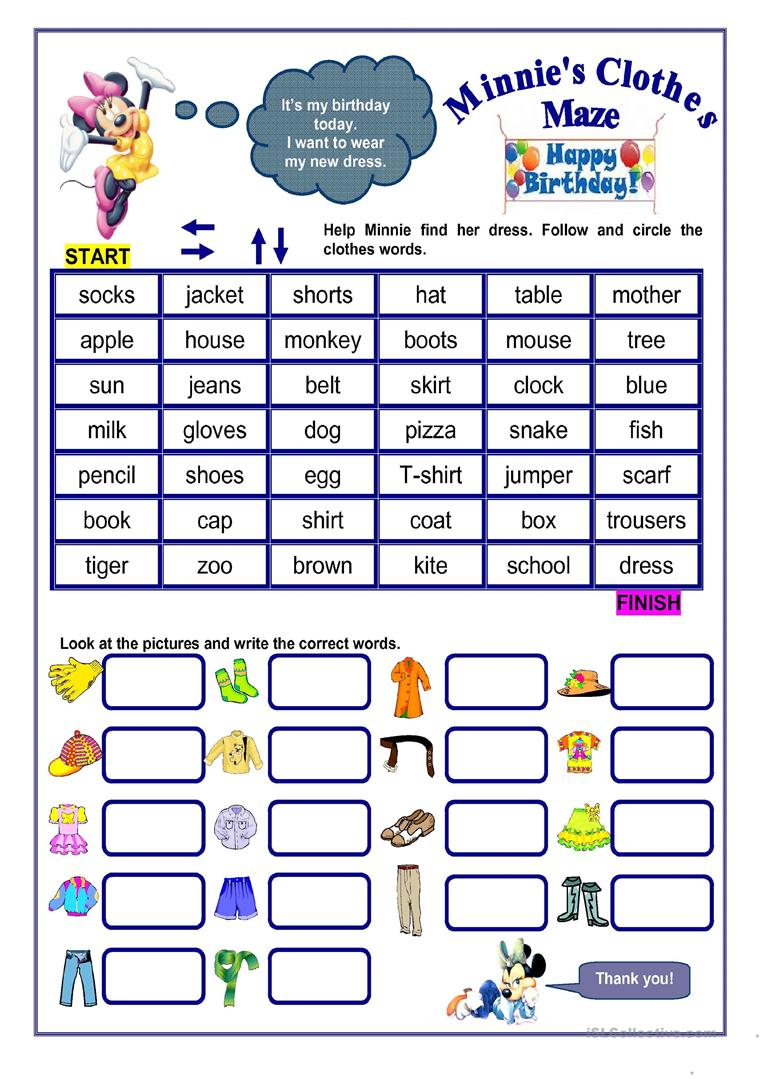 Minnie's Clothes
Maze
Happy
Birthday!
It's my birthday
today.
I want to wear
my new dress.
Help Minnie find her dress. Follow and circle the
clothes words.
START
socks jacket shorts hat table mother
apple house monkey boots mouse tree
sun jeans belt skirt clock blue
milk gloves dog pizza snake fish
pencil shoes egg T-shirt jumper scarf
book cap shirt coat box trousers
tiger zoo brown kite school dress
FINISH
Look at the pictures and write the correct words.
Thank you!
iSLCollective.com